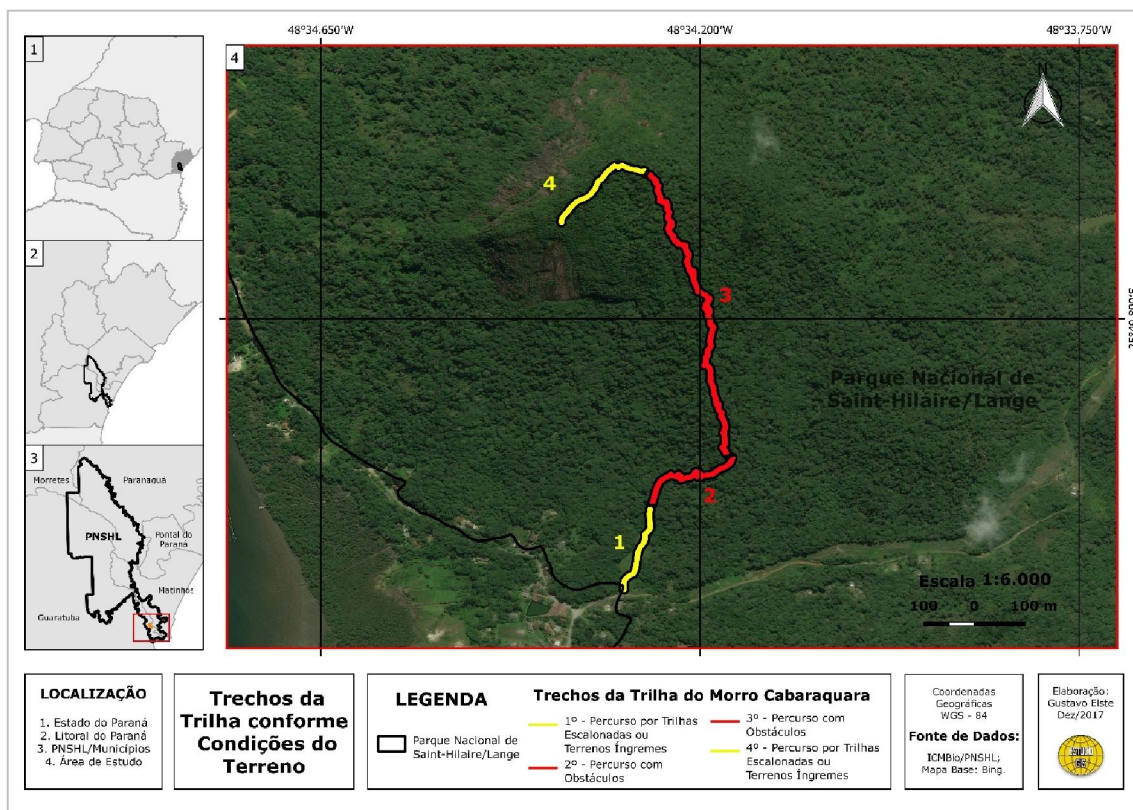 1
2
3
Morretes
Paranaguá
PNSHL
Pontal do
Paraná
Matinhos
Guaratuba
48°34.650'W
48°34.200'W
48°33.750'W
4
N
4
3
Parque Nacional de
Saint-Hilaire/Lange
2
1
Escala 1:6.000
100 0 100 m
LOCALIZAÇÃO
1. Estado do Paraná
2. Litoral do Paraná
3. PNSHL/Municípios
4. Área de Estudo
Trechos da
Trilha conforme
Condições do
Terreno
LEGENDA
Parque Nacional de
Saint-Hilaire/Lange
Trechos da Trilha do Morro Cabaraquara
1º - Percurso por Trilhas
Escalonadas ou
Terrenos Íngremes
2º - Percurso com
Obstáculos
3º - Percurso com
Obstáculos
4º - Percurso por Trilhas
Escalonadas ou
Terrenos Íngremes
Coordenadas
Geográficas
WGS - 84
Fonte de Dados:
ICMBio/PNSHL;
Mapa Base: Bing.
Elaboração:
Gustavo Elste
Dez/2017